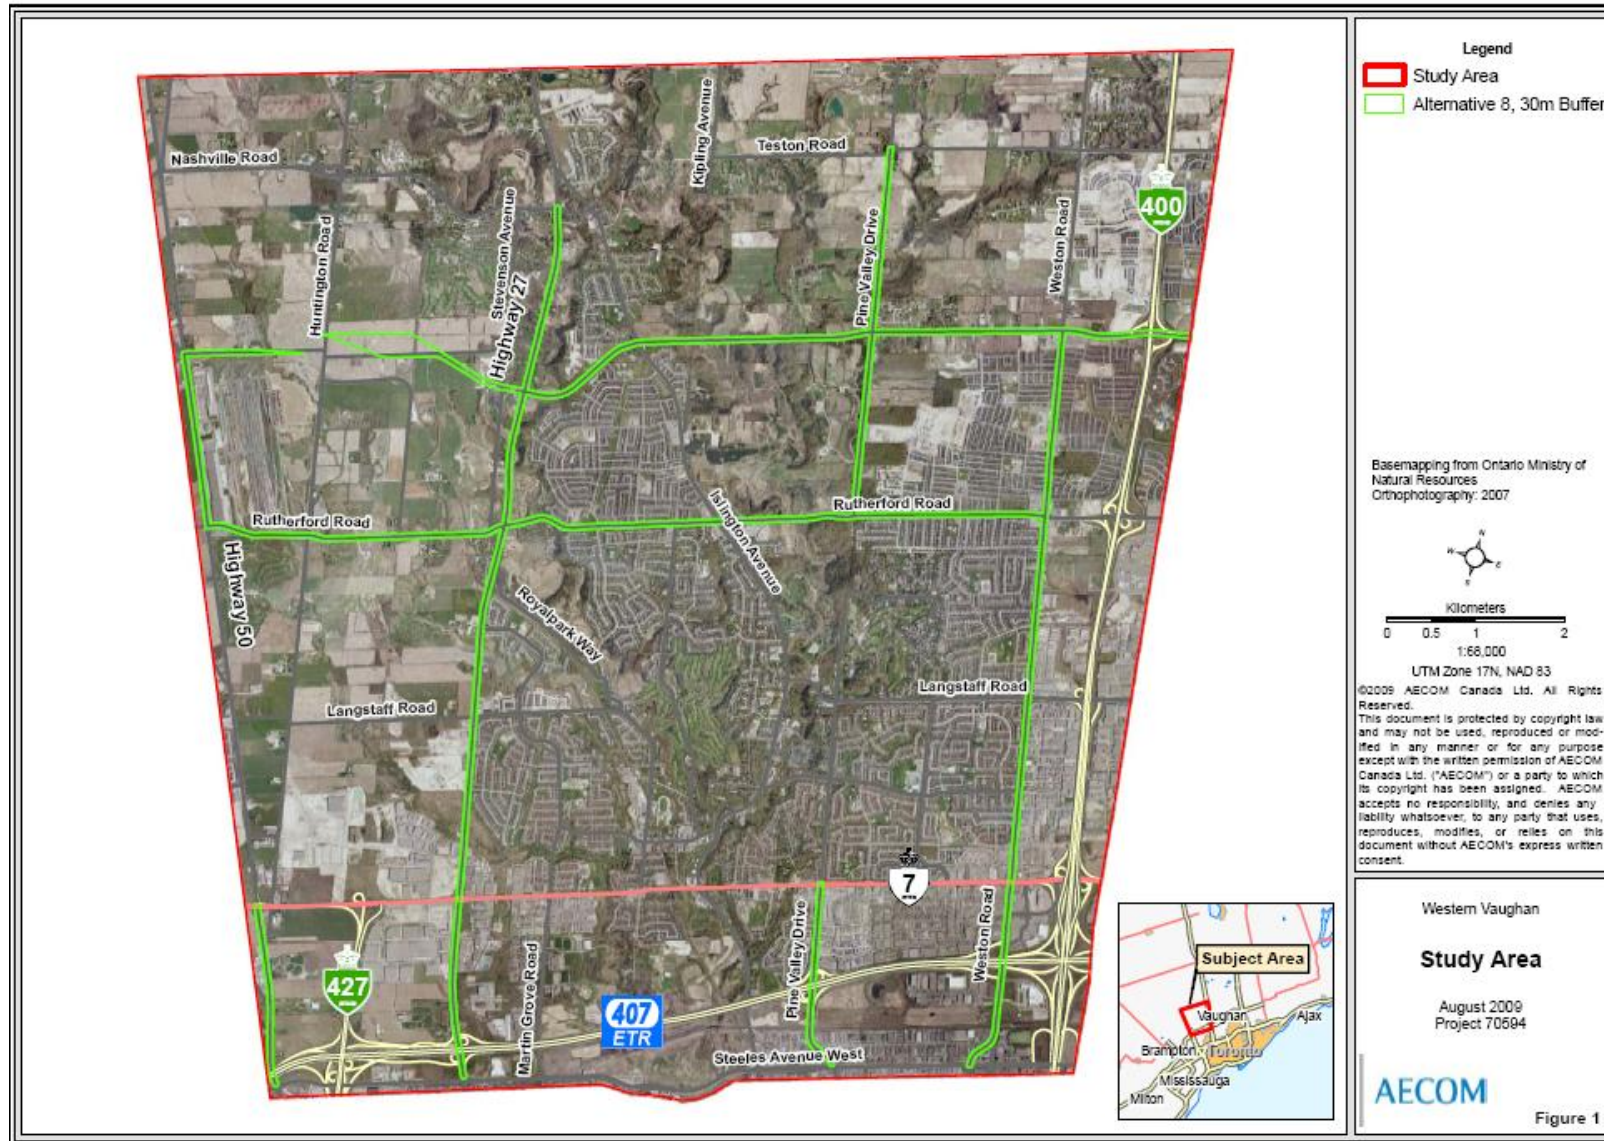 Nashville Road
Teston Road
Kipling Avenue
Stevenson Avenue
Highway 27
Huntington Road
Pine Valley Drive
Weston Road
400
Rutherford Road
Rutherford Road
Islington Avenue
Highway 50
Royalpark Way
Langstaff Road
Langstaff Road
7
Pine Valley Drive
Weston Road
427
Martin Grove Road
407
ETR
Steeles Avenue West
Subject Area
Vaughan
Ajax
Brampton
Toronto
Mississauga
Milton
Legend
Study Area
Alternative 8, 30m Buffer
Basemapping from Ontario Ministry of
Natural Resources
Orthophotography: 2007
N
W
E
S
Kilometers
0 0.5 1 2
1:68,000
UTM Zone 17N, NAD 83
©2009 AECOM Canada Ltd. All Rights
Reserved.
This document is protected by copyright law
and may not be used, reproduced or mod-
ified in any manner or for any purpose
except with the written permission of AECOM
Canada Ltd. ("AECOM") or a party to which
its copyright has been assigned. AECOM
accepts no responsibility, and denies any
liability whatsoever, to any party that uses,
reproduces, modifies, or relies on this
document without AECOM's express written
consent.
Western Vaughan
Study Area
August 2009
Project 70594
AECOM
Figure 1